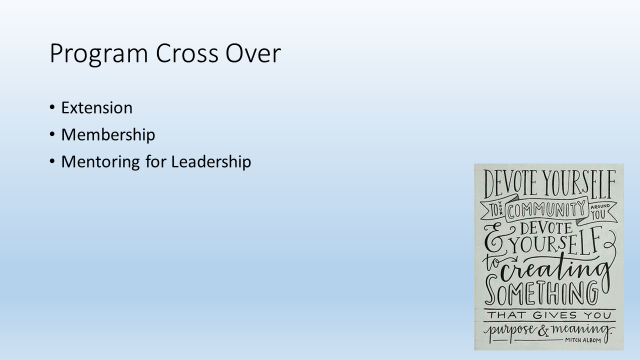 Program Cross Over
• Extension
• Membership
• Mentoring for Leadership
DEVOTE YOURSELF
TO YOUR COMMUNITY AROUND YOU
& DEVOTE
YOURSELF
to creating
SOMETHING
THAT GIVES YOU
purpose & meaning.
— MITCH ALBOM